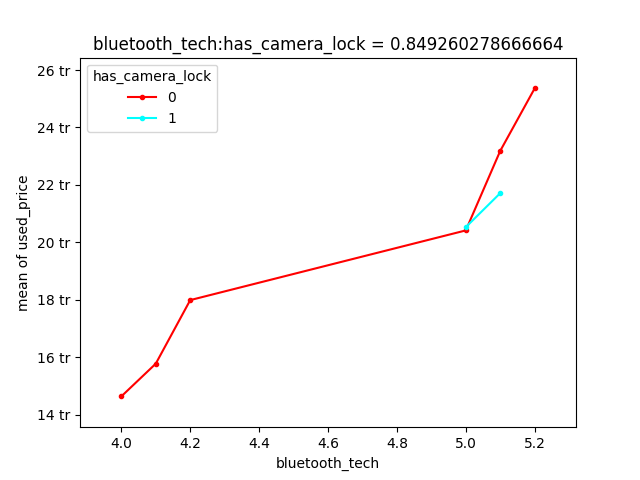 bluetooth_tech:has_camera_lock = 0.849260278666664
has_camera_lock
0
1
26 tr
24 tr
22 tr
20 tr
18 tr
16 tr
14 tr
mean of used_price
4.0 4.2 4.4 4.6 4.8 5.0 5.2
bluetooth_tech